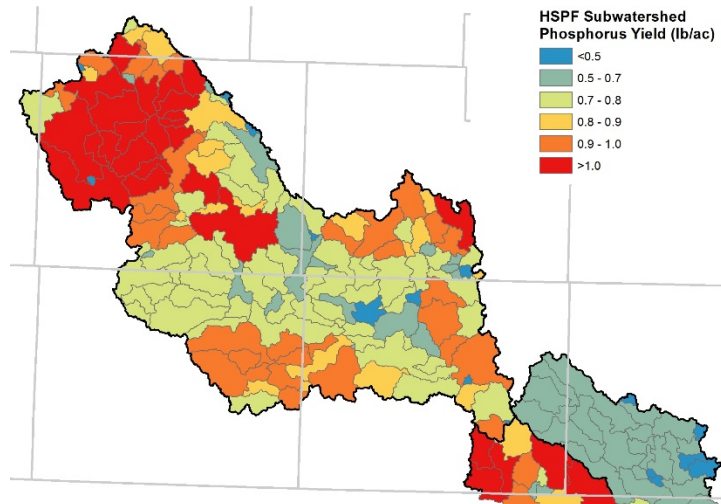 HSPF Subwatershed
Phosphorus Yield (lb/ac)
<0.5
0.5 - 0.7
0.7 - 0.8
0.8 - 0.9
0.9 - 1.0
>1.0